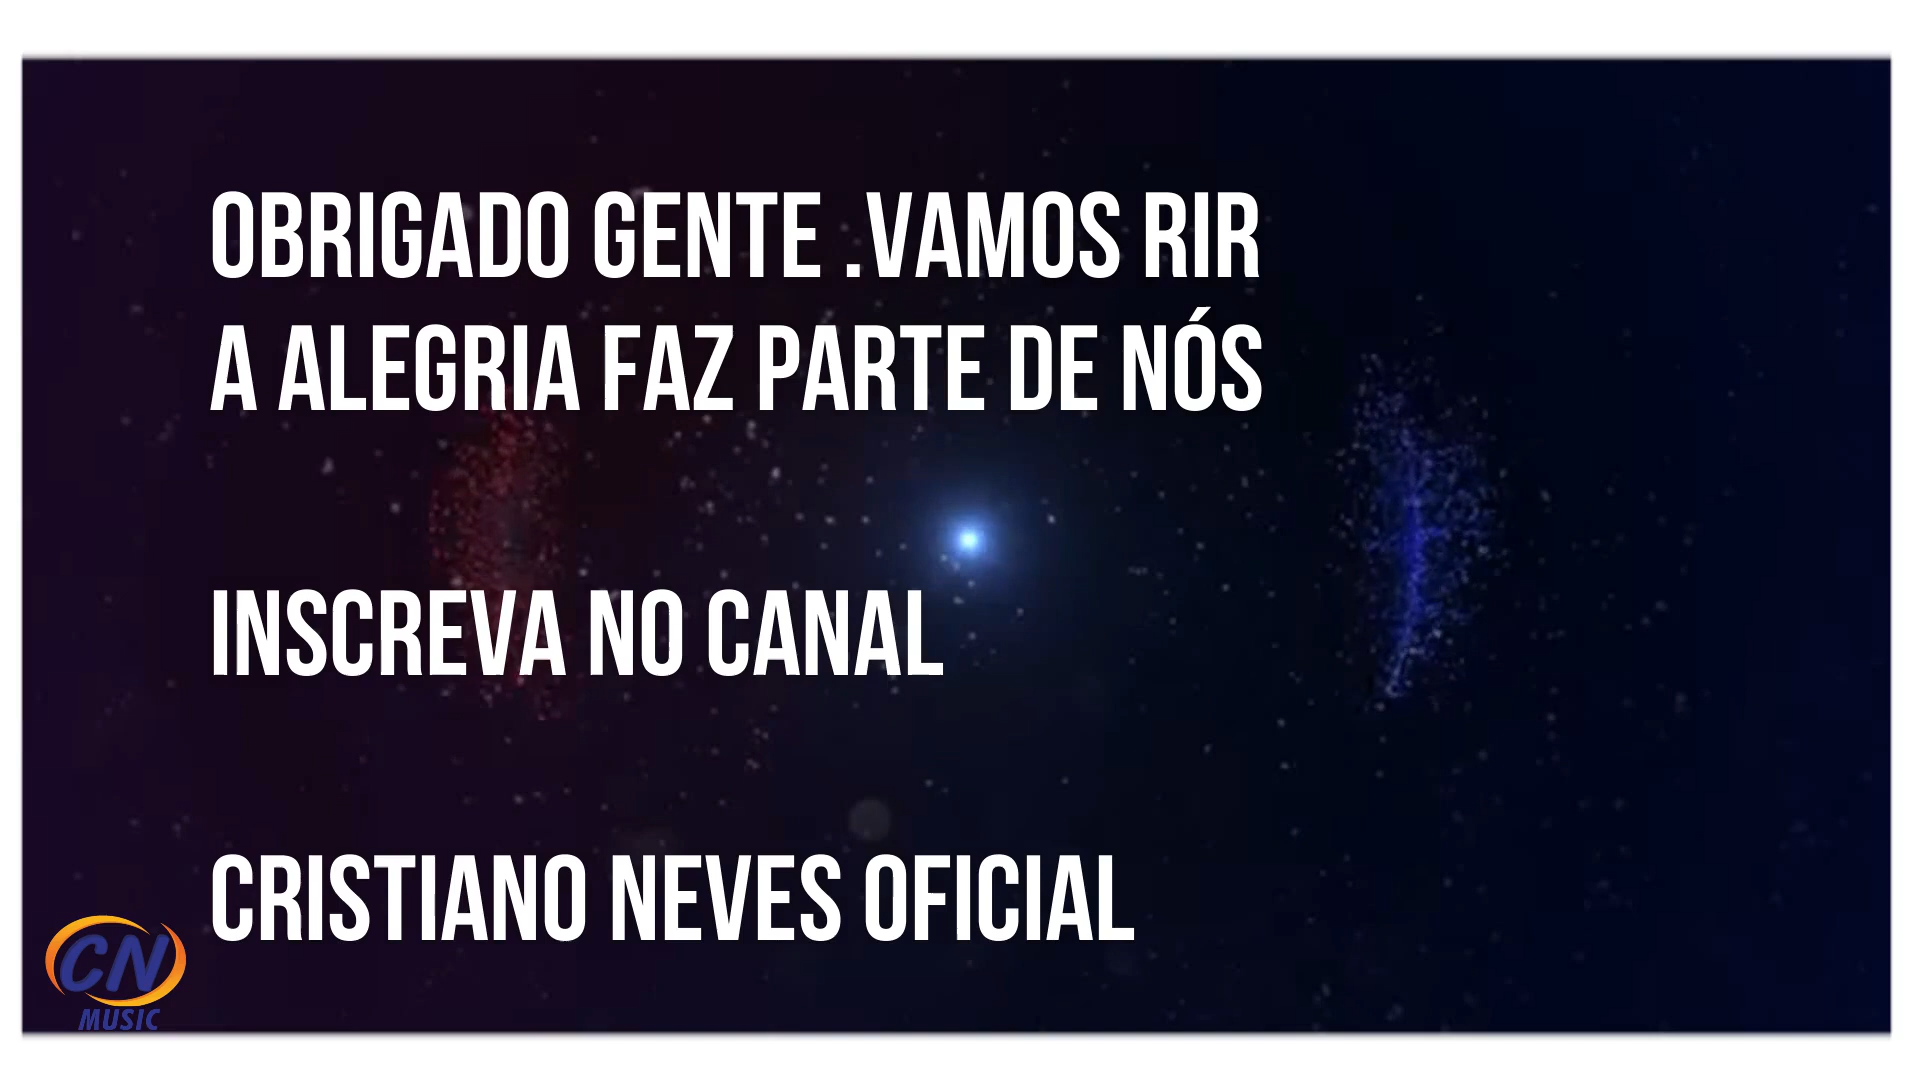 OBRIGADO GENTE .VAMOS RIR
A ALEGRIA FAZ PARTE DE NÓS
INSCREVA NO CANAL
CRISTIANO NEVES OFICIAL
CN
MUSIC